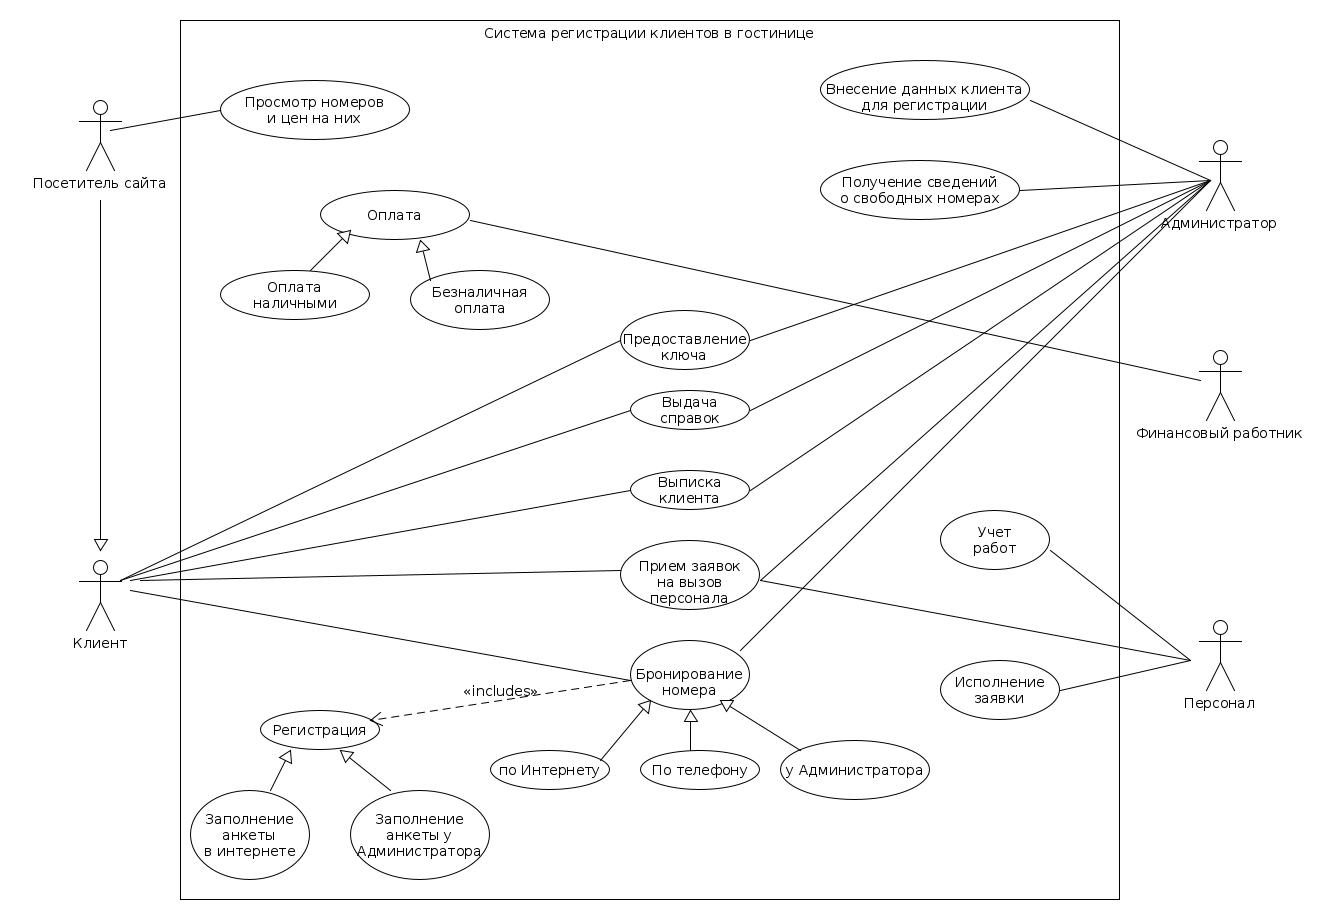 Система регистрации клиентов в гостинице
Просмотр номеров
и цен на них
Внесение данных клиента
для регистрации
Посетитель сайта
Получение сведений
о свободных номерах
Администратор
Оплата
Оплата
наличными
Безналичная
оплата
Предоставление
ключа
Выдача
справок
Финансовый работник
Выписка
клиента
Учет
работ
Прием заявок
на вызов
персонала
Клиент
Бронирование
номера
Исполнение
заявки
Персонал
«includes»
Регистрация
по Интернету
По телефону
у Администратора
Заполнение
анкеты
в интернете
Заполнение
анкеты у
Администратора